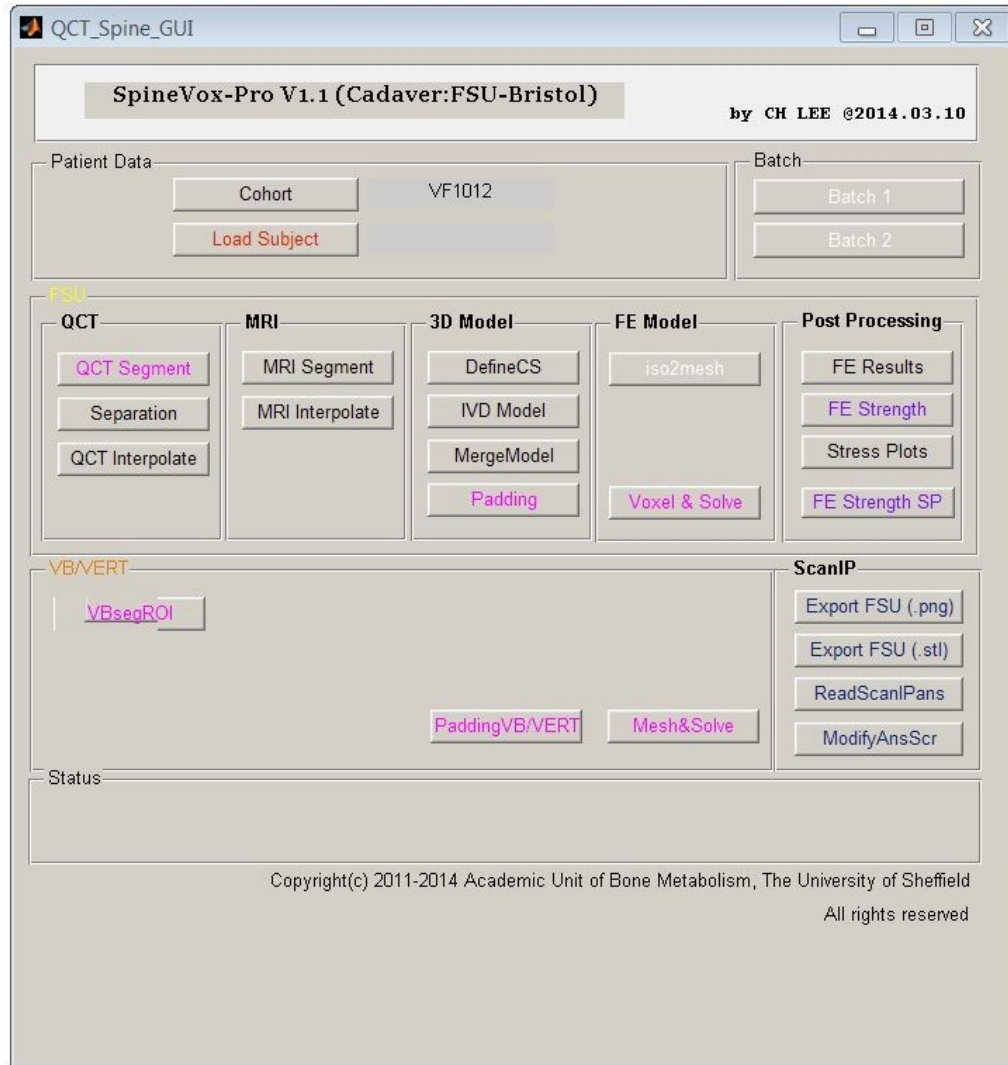 QCT_Spine_GUI
SpineVox-Pro V1.1 (Cadaver:FSU-Bristol)
by CH LEE @2014.03.10
Patient Data
Cohort
VF1012
Load Subject
Batch
Batch 1
Batch 2
FSU
QCT
QCT Segment
Separation
QCT Interpolate
MRI
MRI Segment
MRI Interpolate
3D Model
DefineCS
IVD Model
MergeModel
Padding
FE Model
iso2mesh
Voxel & Solve
Post Processing
FE Results
FE Strength
Stress Plots
FE Strength SP
VB/VERT
VBsegROI
PaddingVB/VERT
Mesh&Solve
ScanIP
Export FSU (.png)
Export FSU (.stl)
ReadScanIPans
ModifyAnsScr
Status
Copyright(c) 2011-2014 Academic Unit of Bone Metabolism, The University of Sheffield
All rights reserved